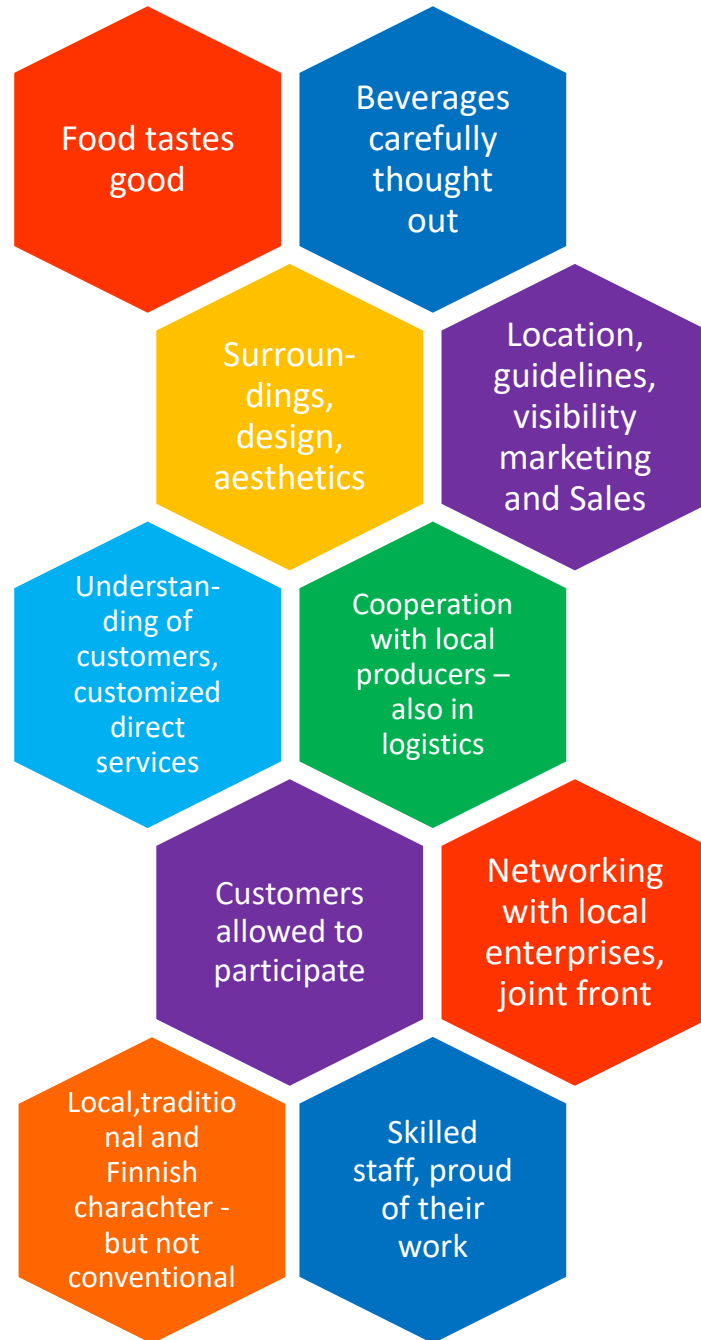 Food tastes
good
Beverages
carefully
thought
out
Surroun-
dings,
design,
aesthetics
Location,
guidelines,
visibility
marketing
and Sales
Understan-
ding of
customers,
customized
direct
services
Cooperation
with local
producers –
also in
logistics
Customers
allowed to
participate
Networking
with local
enterprises,
joint front
Local,traditio
nal and
Finnish
charachter -
but not
conventional
Skilled
staff, proud
of their
work